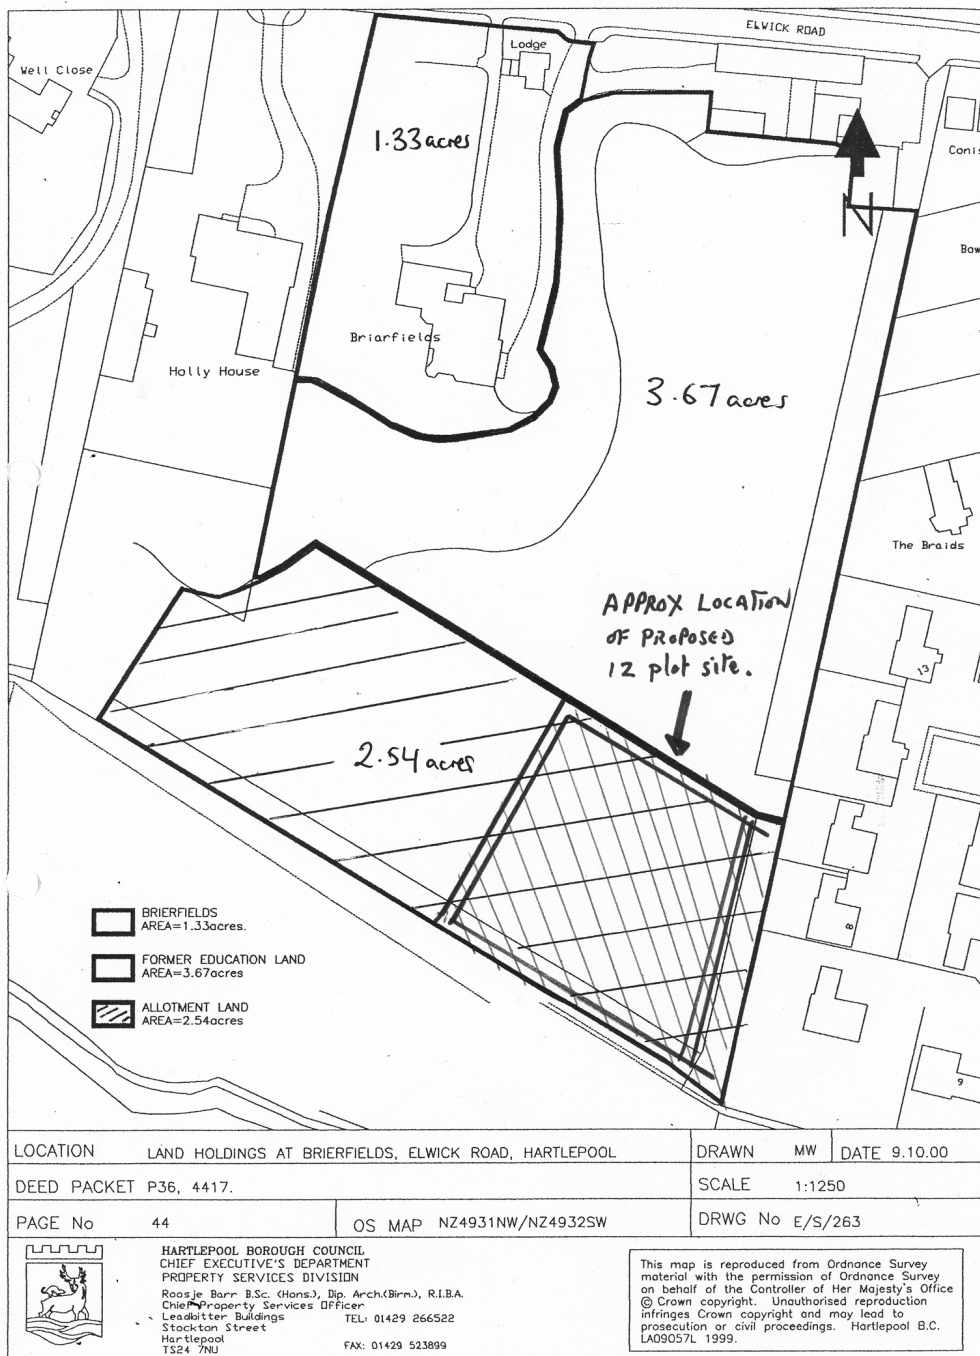 ELWICK ROAD
Lodge
Well Close
1.33 acres
Conis
N
Bow
Briarfields
Holly House
3.67 acres
The Braids
APPROX LOCATION
OF PROPOSED
12 plot site.
13
2.54 acres
8
9
BRIERFIELDS
AREA=1.33acres.
FORMER EDUCATION LAND
AREA=3.67acres
ALLOTMENT LAND
AREA=2.54acres
LOCATION LAND HOLDINGS AT BRIERFIELDS, ELWICK ROAD, HARTLEPOOL
DRAWN MW DATE 9.10.00
DEED PACKET P36, 4417.
SCALE 1:1250
PAGE No 44
OS MAP NZ4931NW/NZ4932SW
DRWG No E/S/263
HARTLEPOOL BOROUGH COUNCIL
CHIEF EXECUTIVE'S DEPARTMENT
PROPERTY SERVICES DIVISION
Roosje Barr B.Sc. (Hons.), Dip. Arch.(Birm.), R.I.B.A.
Chief Property Services Officer
Leadbitter Buildings TEL: 01429 266522
Stockton Street
Hartlepool
TS24 7NU FAX: 01429 523899
This map is reproduced from Ordnance Survey
material with the permission of Ordnance Survey
on behalf of the Controller of Her Majesty's Office
© Crown copyright. Unauthorised reproduction
infringes Crown copyright and may lead to
prosecution or civil proceedings. Hartlepool B.C.
LA09057L 1999.